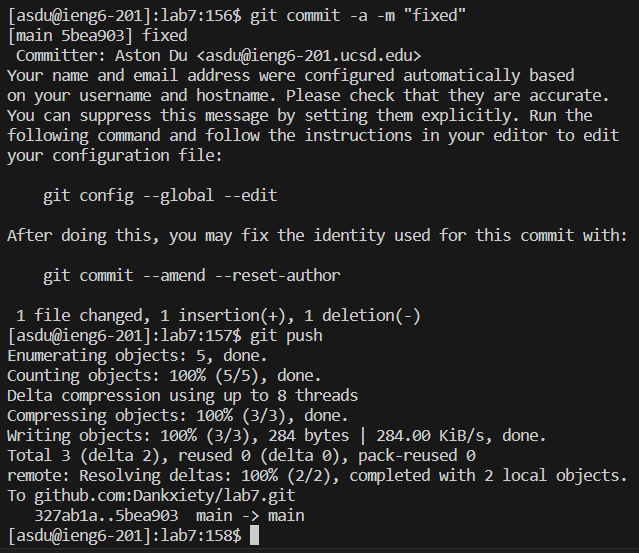 [asdu@ieng6-201]:lab7:156$ git commit -a -m "fixed"
[main 5bea903] fixed
 Committer: Aston Du <asdu@ieng6-201.ucsd.edu>
Your name and email address were configured automatically based
on your username and hostname. Please check that they are accurate.
You can suppress this message by setting them explicitly. Run the
following command and follow the instructions in your editor to edit
your configuration file:

    git config --global --edit

After doing this, you may fix the identity used for this commit with:

    git commit --amend --reset-author

 1 file changed, 1 insertion(+), 1 deletion(-)
[asdu@ieng6-201]:lab7:157$ git push
Enumerating objects: 5, done.
Counting objects: 100% (5/5), done.
Delta compression using up to 8 threads
Compressing objects: 100% (3/3), done.
Writing objects: 100% (3/3), 284 bytes | 284.00 KiB/s, done.
Total 3 (delta 2), reused 0 (delta 0), pack-reused 0
remote: Resolving deltas: 100% (2/2), completed with 2 local objects.
To github.com:Dankxiety/lab7.git
   327ab1a..5bea903  main -> main
[asdu@ieng6-201]:lab7:158$